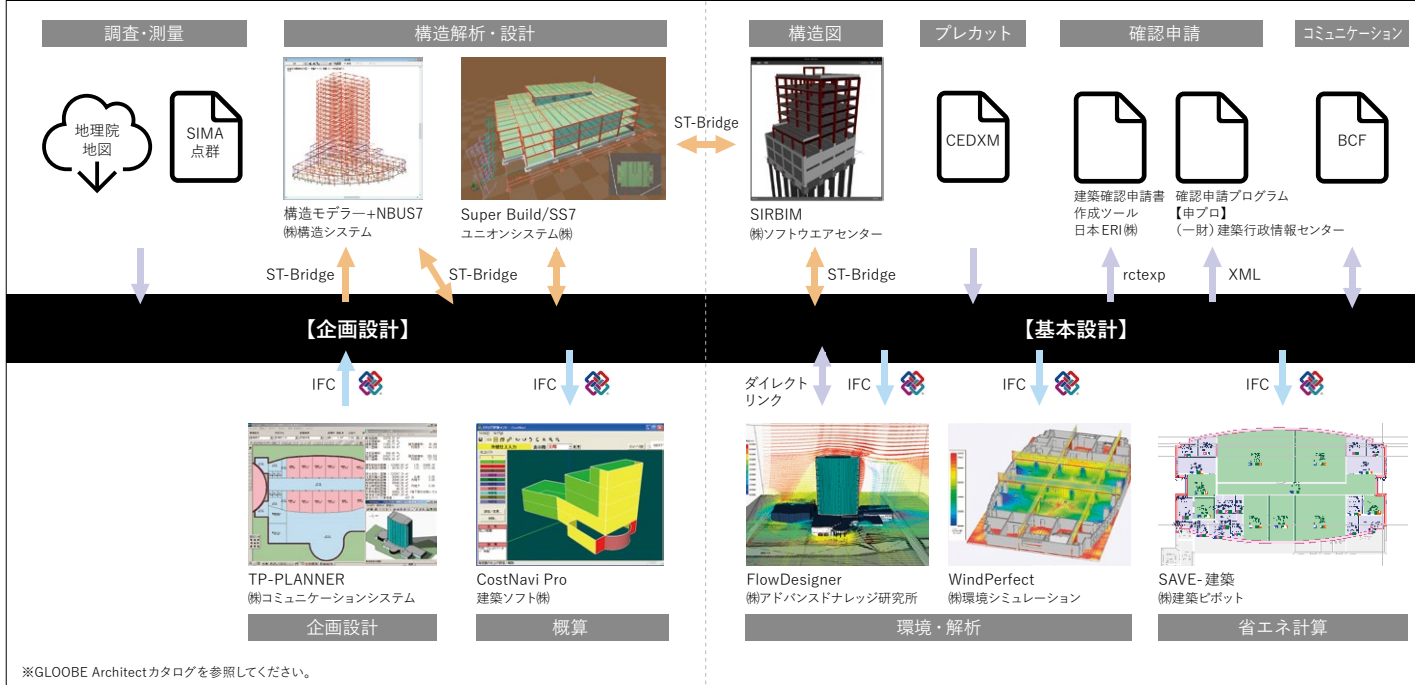 調査・測量
構造解析・設計
構造図
プレカット
確認申請
コミュニケーション
地理院
地図
SIMA
点群
ST-Bridge
CEDXM
BCF
構造モデラー+NBUS7
㈱構造システム
Super Build/SS7
ユニオンシステム㈱
SIRBIM
㈱ソフトウエアセンター
建築確認申請書
作成ツール
日本ERI㈱
確認申請プログラム
【申プロ】
（一財）建築行政情報センター
ST-Bridge
ST-Bridge
ST-Bridge
rctexp
XML
【企画設計】
【基本設計】
IFC
IFC
ダイレクト
リンク
IFC
IFC
IFC
TP-PLANNER
㈱コミュニケーションシステム
CostNavi Pro
建築ソフト㈱
FlowDesigner
㈱アドバンスドナレッジ研究所
WindPerfect
㈱環境シミュレーション
SAVE-建築
㈱建築ピボット
企画設計
概算
環境・解析
省エネ計算
※GLOOBE Architectカタログを参照してください。